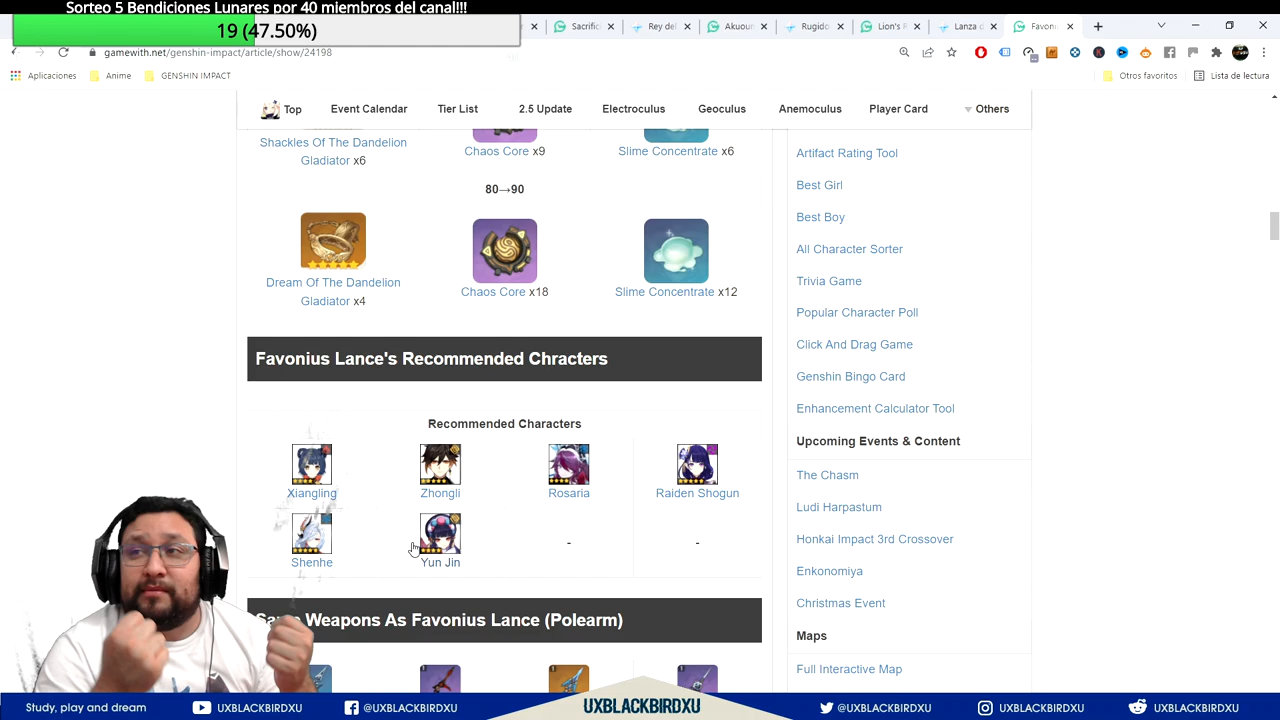 Sorteo 5 Bendiciones Lunares por 40 miembros del canal!!!
19 (47.50%)
Sacrific
Rey del
Akuoun
Rugido
Lion's R
Lanza d
Favoni
gamewith.net/genshin-impact/article/show/24198
Aplicaciones
Anime
GENSHIN IMPACT
Otros favoritos
Lista de lectura
Top
Event Calendar
Tier List
2.5 Update
Electroculus
Geoculus
Anemoculus
Player Card
Others
Shackles Of The Dandelion
Gladiator x6
Chaos Core x9
Slime Concentrate x6
80→90
Dream Of The Dandelion
Gladiator x4
Chaos Core x18
Slime Concentrate x12
Favonius Lance's Recommended Chracters
Recommended Characters
Xiangling
Zhongli
Rosaria
Raiden Shogun
Shenhe
Yun Jin
-
-
Weapons As Favonius Lance (Polearm)
Artifact Rating Tool
Best Girl
Best Boy
All Character Sorter
Trivia Game
Popular Character Poll
Click And Drag Game
Genshin Bingo Card
Enhancement Calculator Tool
Upcoming Events & Content
The Chasm
Ludi Harpastum
Honkai Impact 3rd Crossover
Enkonomiya
Christmas Event
Maps
Full Interactive Map
Study, play and dream
UXBLACKBIRDXU
@UXBLACKBIRDXU
UXBLACKBIRDXU
@UXBLACKBIRDXU
UXBLACKBIRDXU
UXBLACKBIRDXU